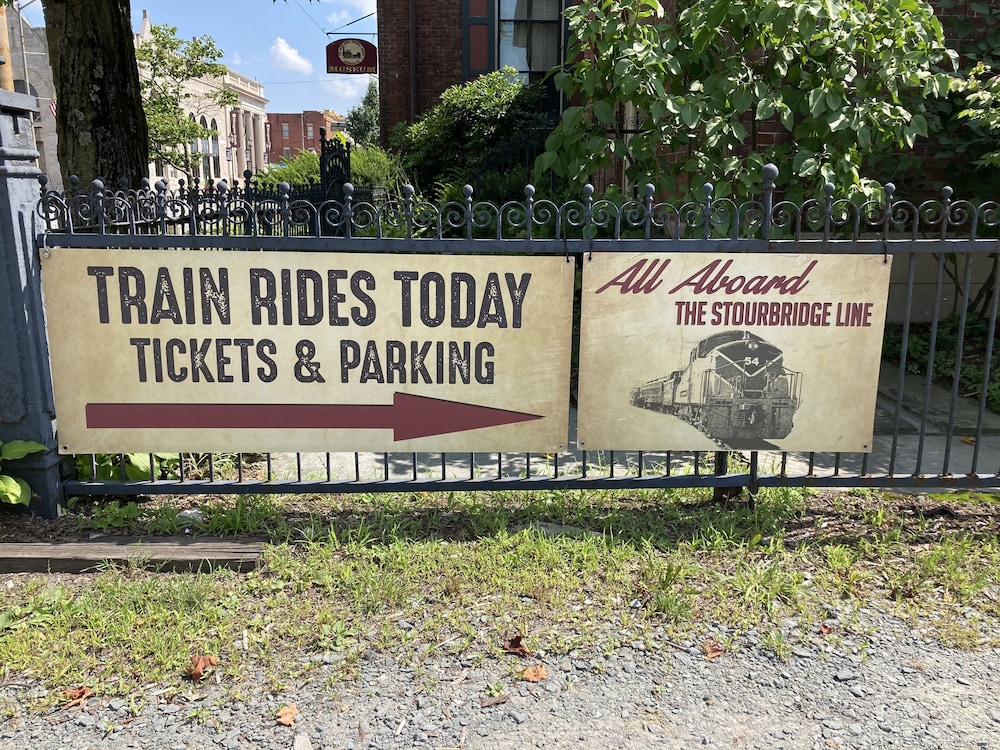 MUSEUM
TRAIN RIDES TODAY
TICKETS & PARKING
All Aboard
THE STOURBRIDGE LINE
54